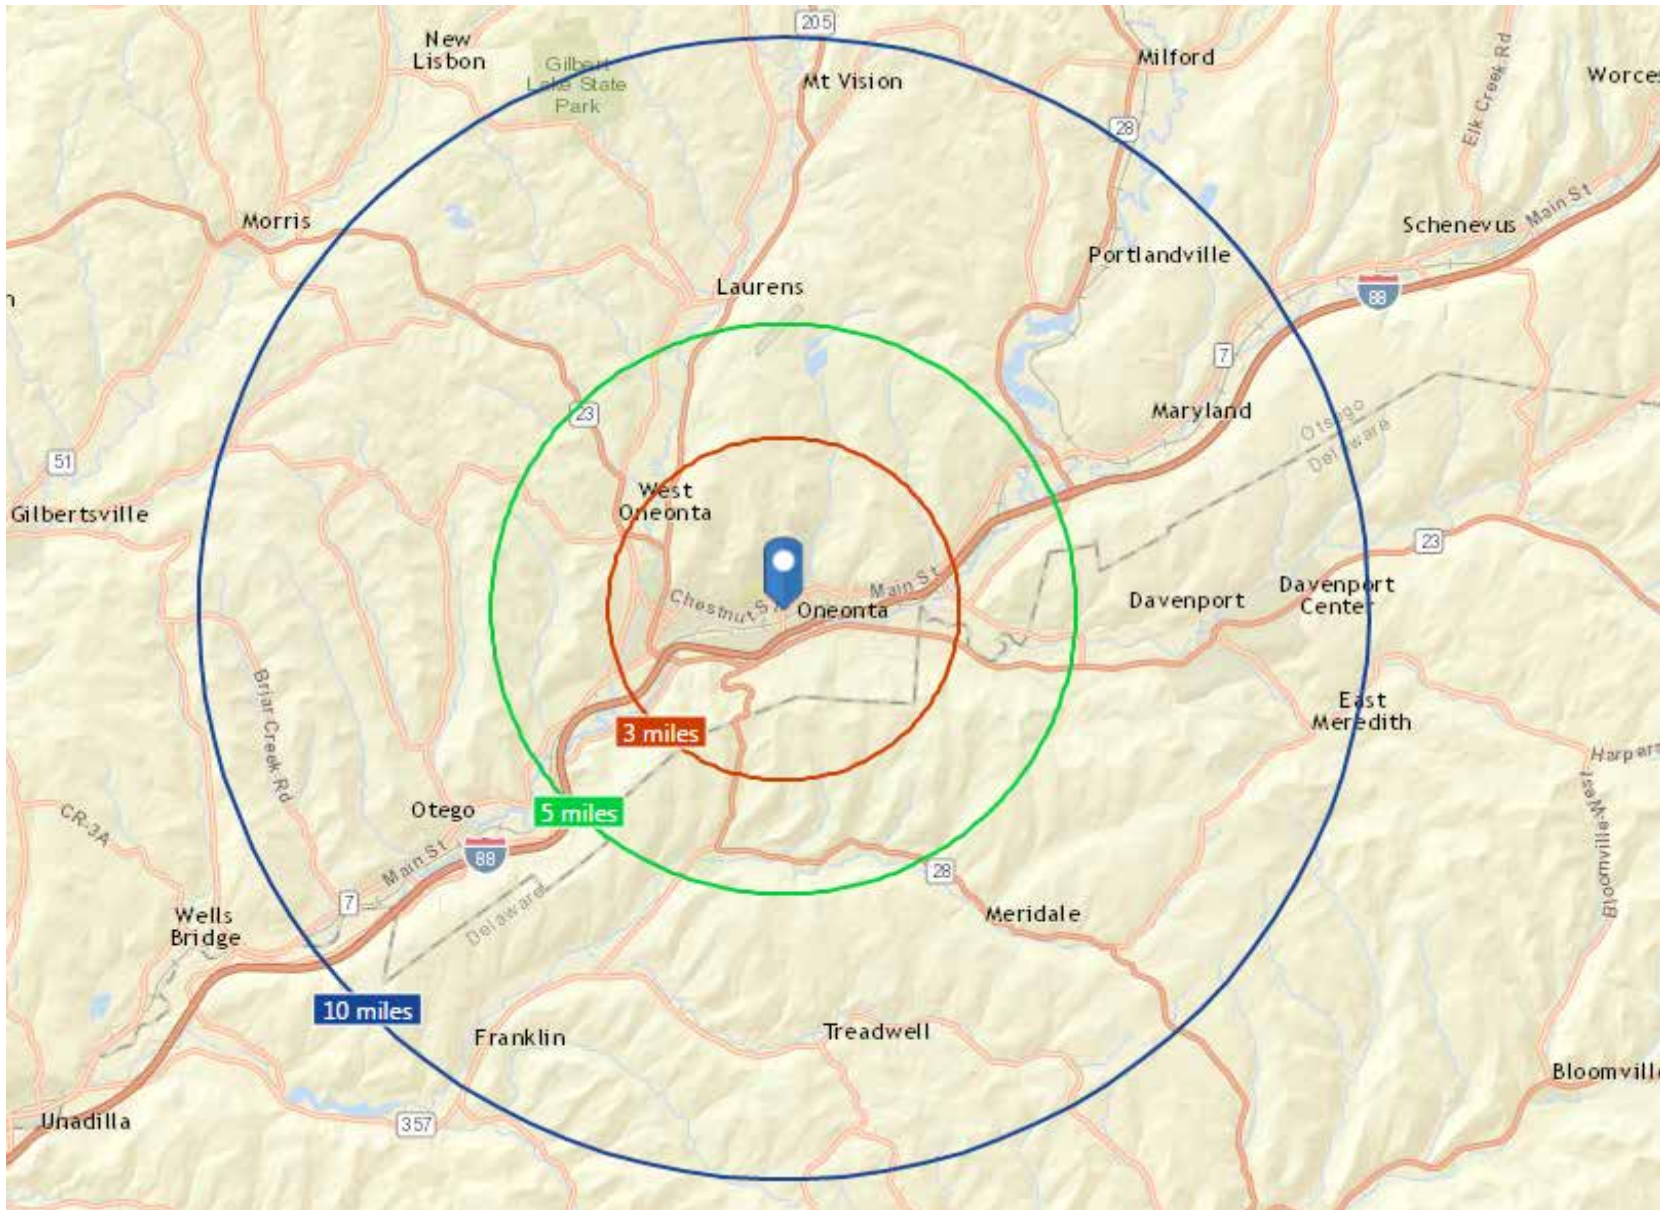 205
New
Lisbon
Milford
Gilbert
Lake State
Park
Mt Vision
Worces
Elk Creek Rd
28
Morris
Main St
Schenevus
Portlandville
Laurens
88
n
7
23
Maryland
Otsego
Delaware
51
West
Oneonta
Gilbertsville
23
Main St
Chestnut St
Oneonta
Davenport
Davenport
Center
East
Meredith
Briar Creek Rd
3 miles
Harpers
Bloomville-West
Otego
5 miles
CR-3A
Main St
88
28
7
Delaware
Wells
Bridge
Meridale
10 miles
Franklin
Treadwell
Bloomville
Unadilla
357